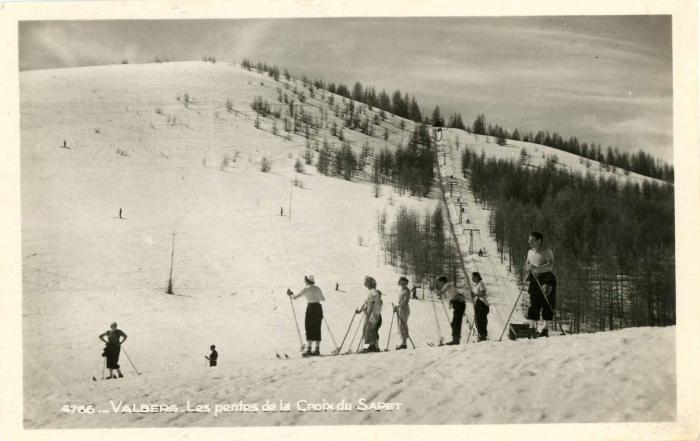 4766 _ VALBERG. Les pentes de la Croix du SAPET